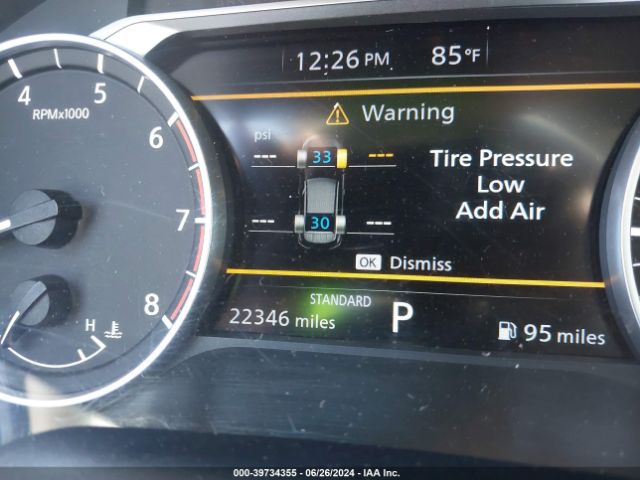 12:26 PM 85°F
4 5 6 7 8
RPMx1000
Warning
psi
--- 33 ---
--- 30 ---
Tire Pressure
Low
Add Air
OK Dismiss
STANDARD
22346 miles P 95 miles
H
000-39734355 - 06/26/2024 - IAA Inc.